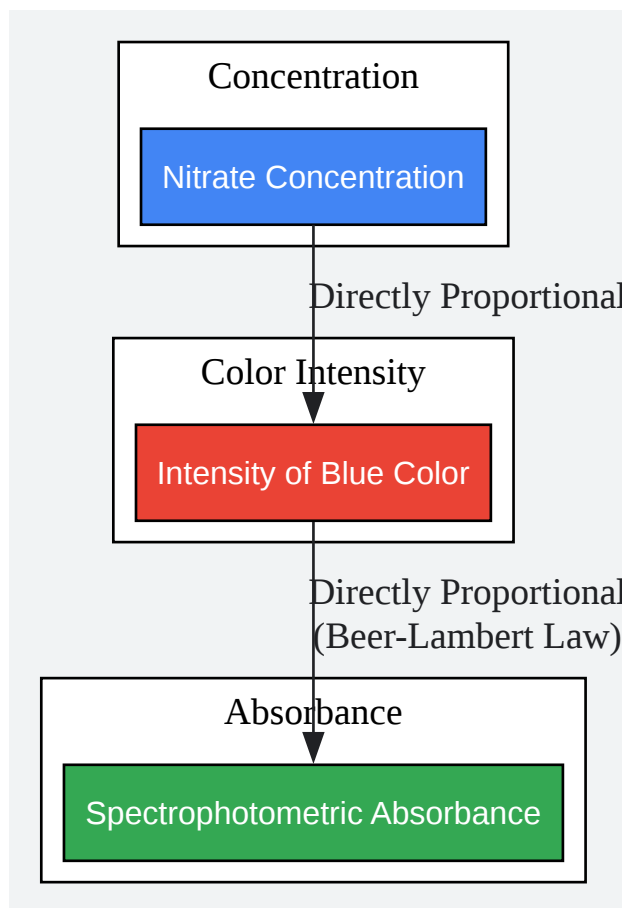 Concentration
Nitrate Concentration
Directly Proportional
Color Intensity
Intensity of Blue Color
Directly Proportional
(Beer-Lambert Law)
Absorbance
Spectrophotometric Absorbance